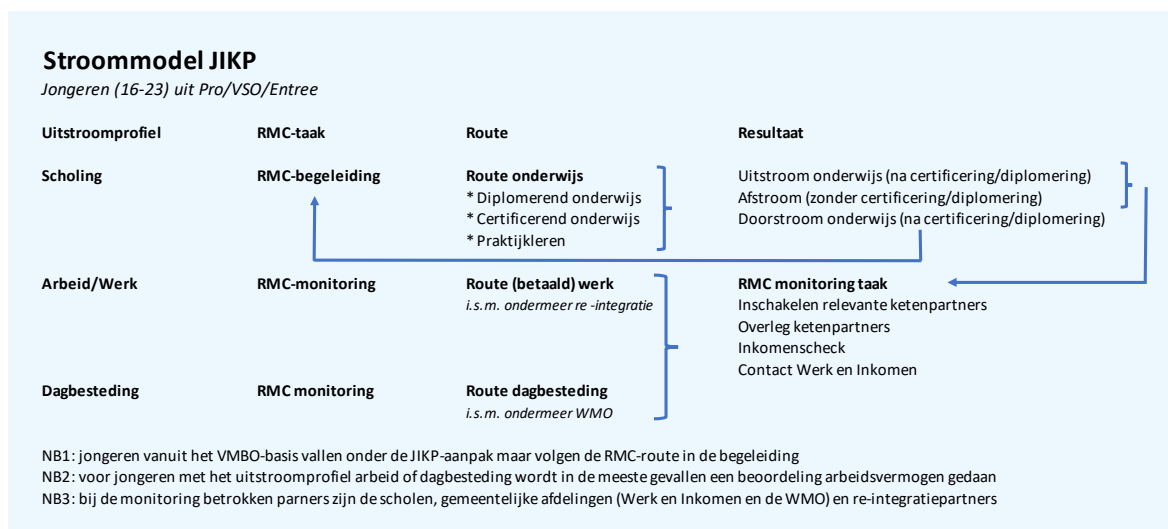 Stroommodel JIKP
Jongeren (16-23) uit Pro/VSO/Entree
Uitstroomprofiel RMC-taak Route Resultaat
Scholing RMC-begeleiding Route onderwijs Uitstroom onderwijs (na certificering/diplomering)
* Diplomerend onderwijs Afstroom (zonder certificering/diplomering)
* Certificerend onderwijs Doorstroom onderwijs (na certificering/diplomering)
* Praktijkleren
Arbeid/Werk RMC-monitoring Route (betaald) werk RMC monitoring taak
i.s.m. ondermeer re -integratie Inschakelen relevante ketenpartners
Overleg ketenpartners
Inkomenscheck
Contact Werk en Inkomen
Dagbesteding RMC monitoring Route dagbesteding
i.s.m. ondermeer WMO
NB1: jongeren vanuit het VMBO-basis vallen onder de JIKP-aanpak maar volgen de RMC-route in de begeleiding
NB2: voor jongeren met het uitstroomprofiel arbeid of dagbesteding wordt in de meeste gevallen een beoordeling arbeidsvermogen gedaan
NB3: bij de monitoring betrokken parners zijn de scholen, gemeentelijke afdelingen (Werk en Inkomen en de WMO) en re-integratiepartners